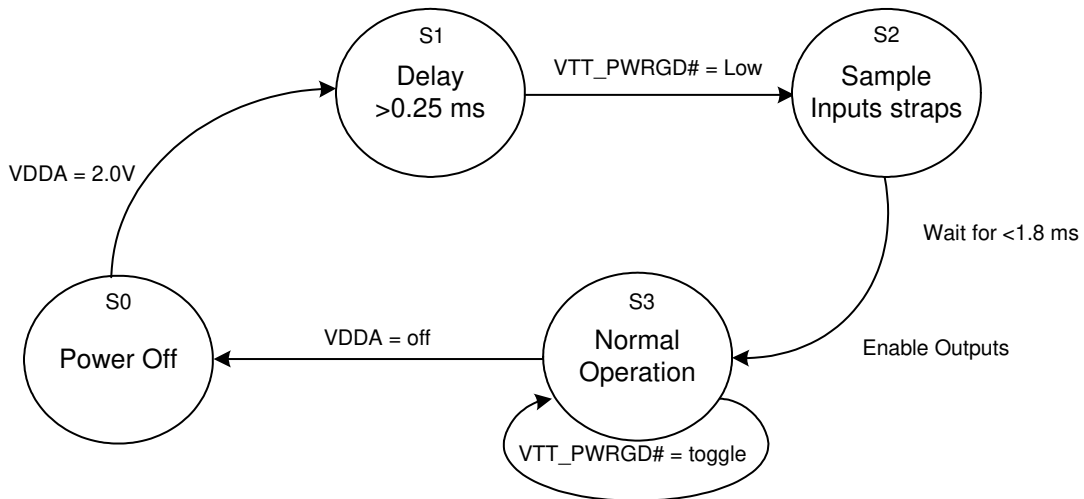 S1
Delay
>0.25 ms
VTT_PWRGD# = Low
S2
Sample
Inputs straps
VDDA = 2.0V
Wait for <1.8 ms
S0
Power Off
VDDA = off
S3
Normal
Operation
Enable Outputs
VTT_PWRGD# = toggle